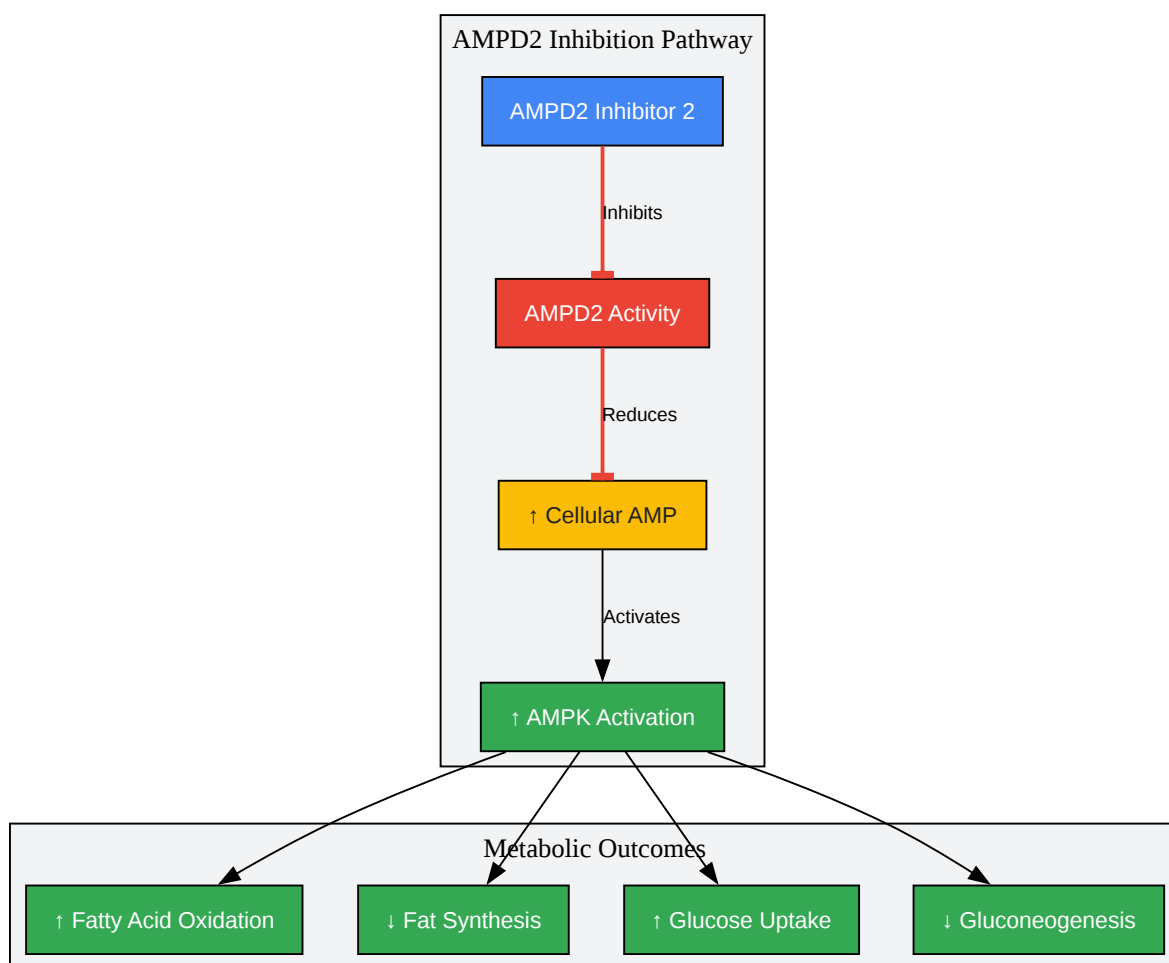 AMPD2 Inhibition Pathway
AMPD2 Inhibitor 2
Inhibits
AMPD2 Activity
Reduces
↑ Cellular AMP
Activates
↑ AMPK Activation
Metabolic Outcomes
↑ Fatty Acid Oxidation
↓ Fat Synthesis
↑ Glucose Uptake
↓ Gluconeogenesis